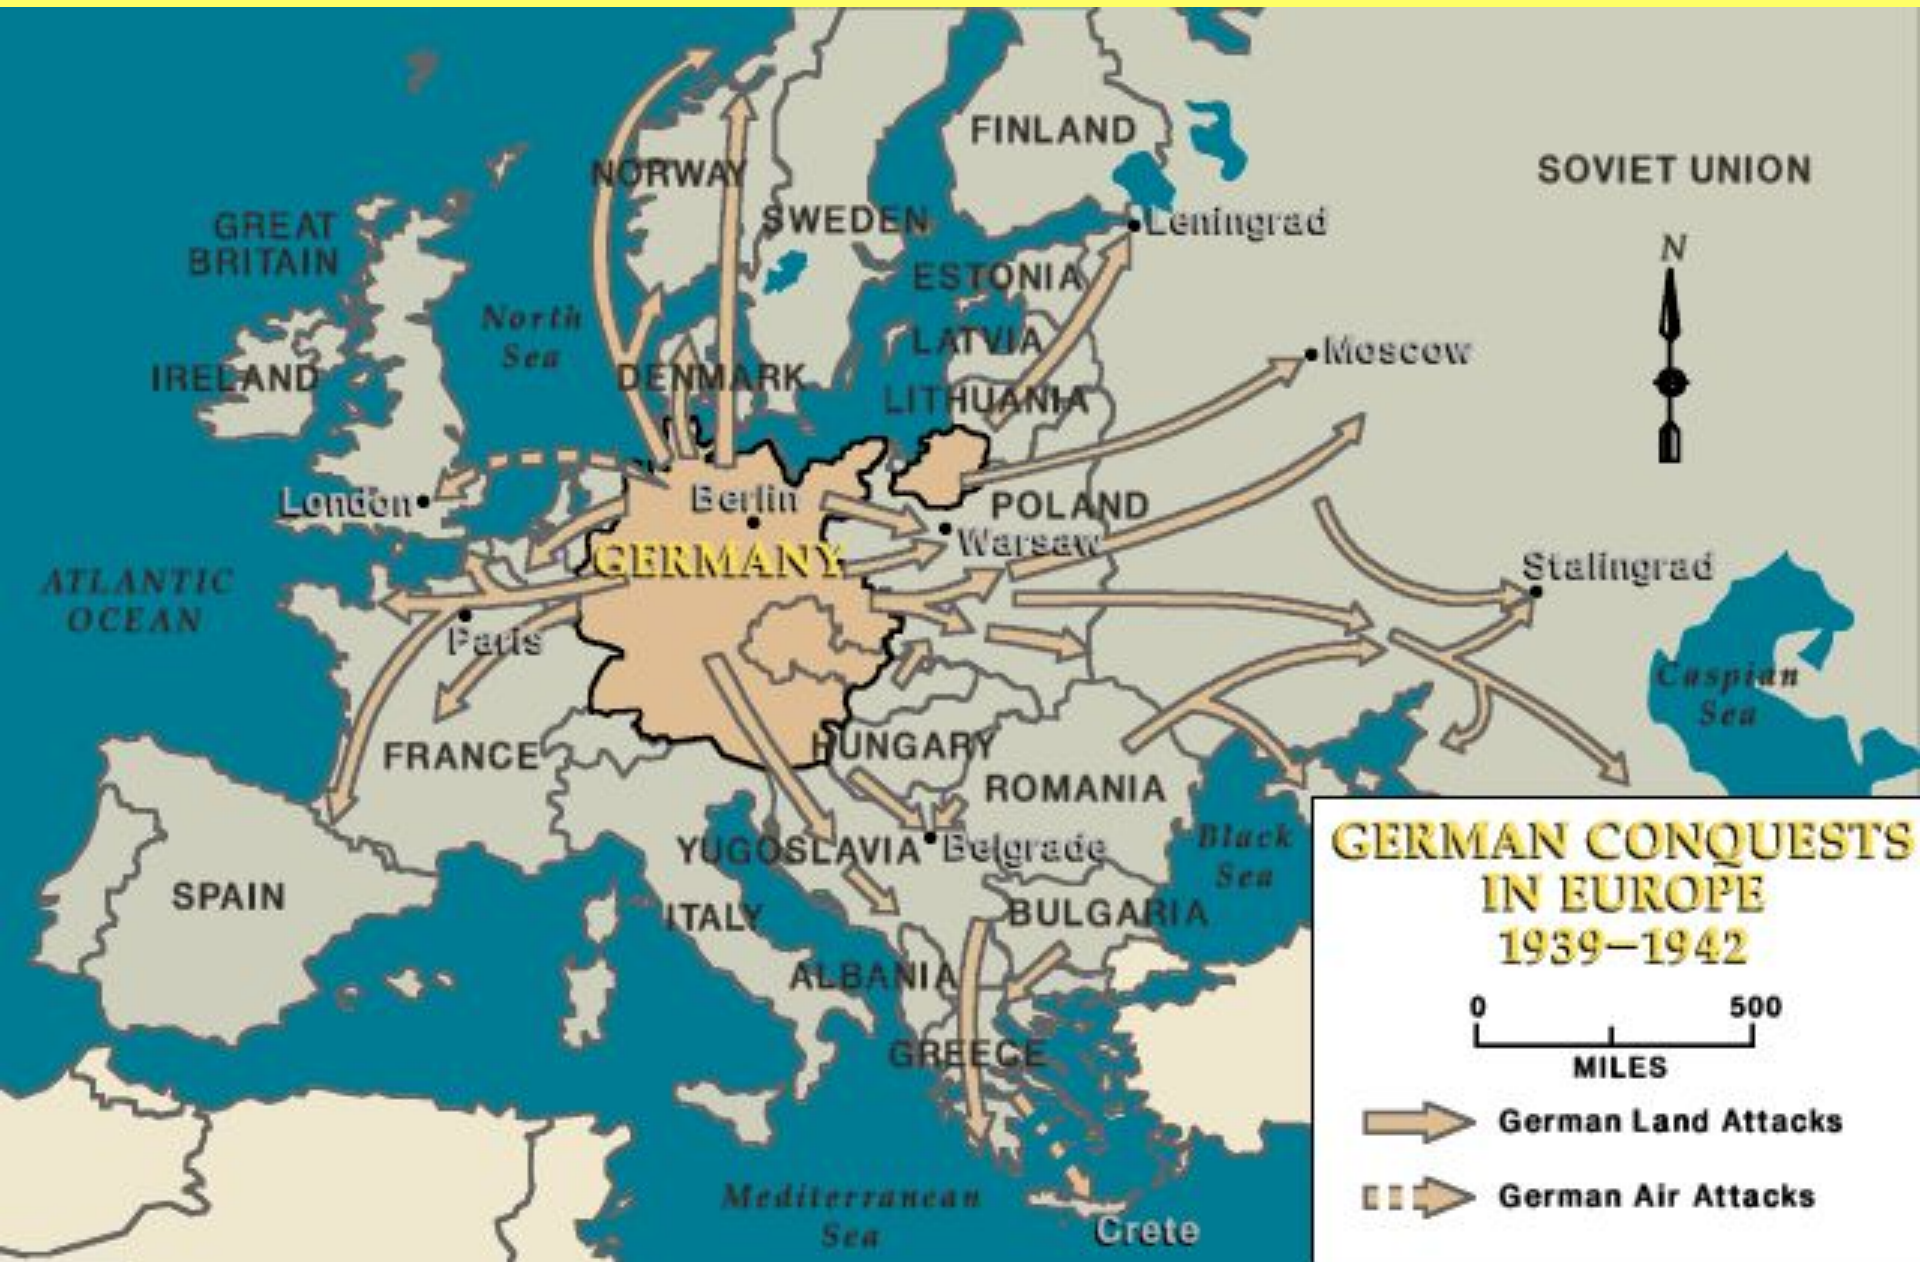 FINLAND
SOVIET UNION
NORWAY
GREAT
BRITAIN
SWEDEN
Leningrad
N
ESTONIA
North
Sea
LATVIA
Moscow
IRELAND
DENMARK
LITHUANIA
London
Berlin
POLAND
Warsaw
GERMANY
Stalingrad
ATLANTIC
OCEAN
Paris
Caspian
Sea
FRANCE
HUNGARY
ROMANIA
YUGOSLAVIA
Belgrade
Black
Sea
SPAIN
ITALY
BULGARIA
ALBANIA
GREECE
Mediterranean
Sea
Crete
GERMAN CONQUESTS
IN EUROPE
1939–1942
0 500
MILES
German Land Attacks
German Air Attacks